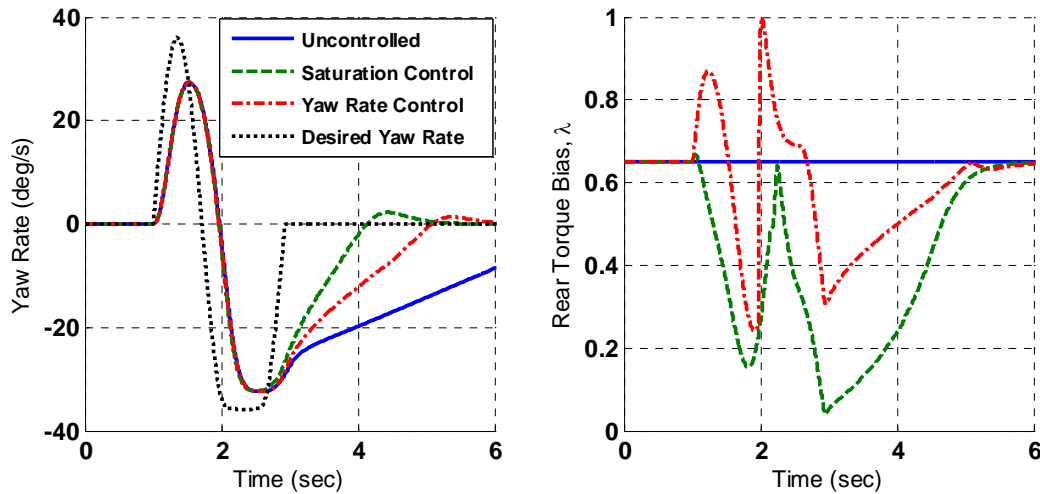 40
20
0
-20
-40
0
2
4
6
Yaw Rate (deg/s)
Time (sec)
Uncontrolled
Saturation Control
Yaw Rate Control
Desired Yaw Rate
1
0.8
0.6
0.4
0.2
0
0
2
4
6
Rear Torque Bias, λ
Time (sec)